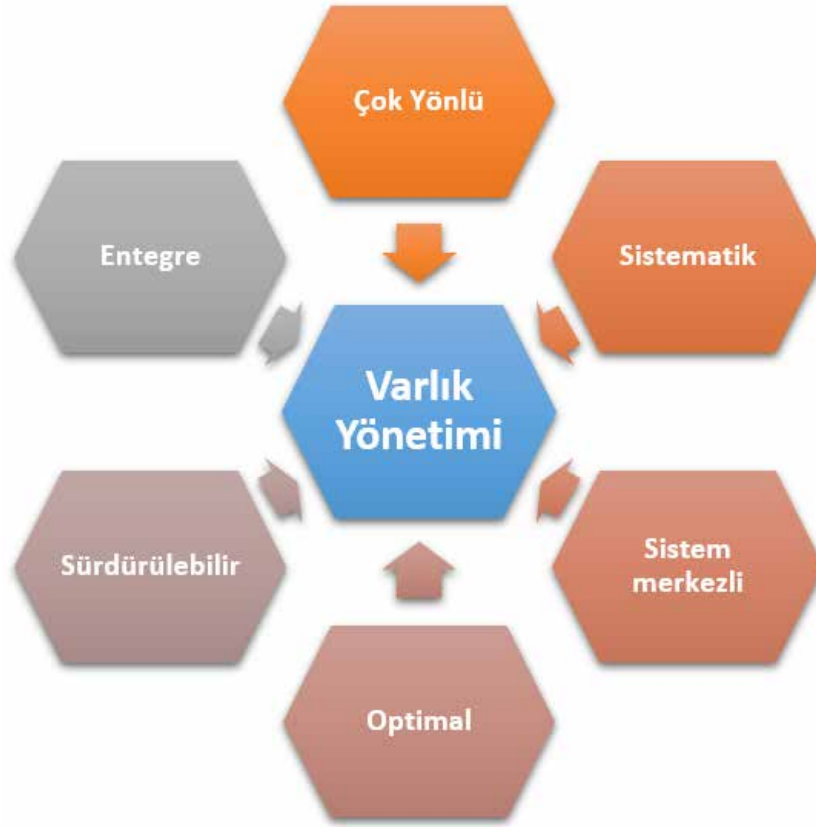 Çok Yönlü
Sistematik
Sistem
merkezli
Optimal
Sürdürülebilir
Entegre
Varlık
Yönetimi